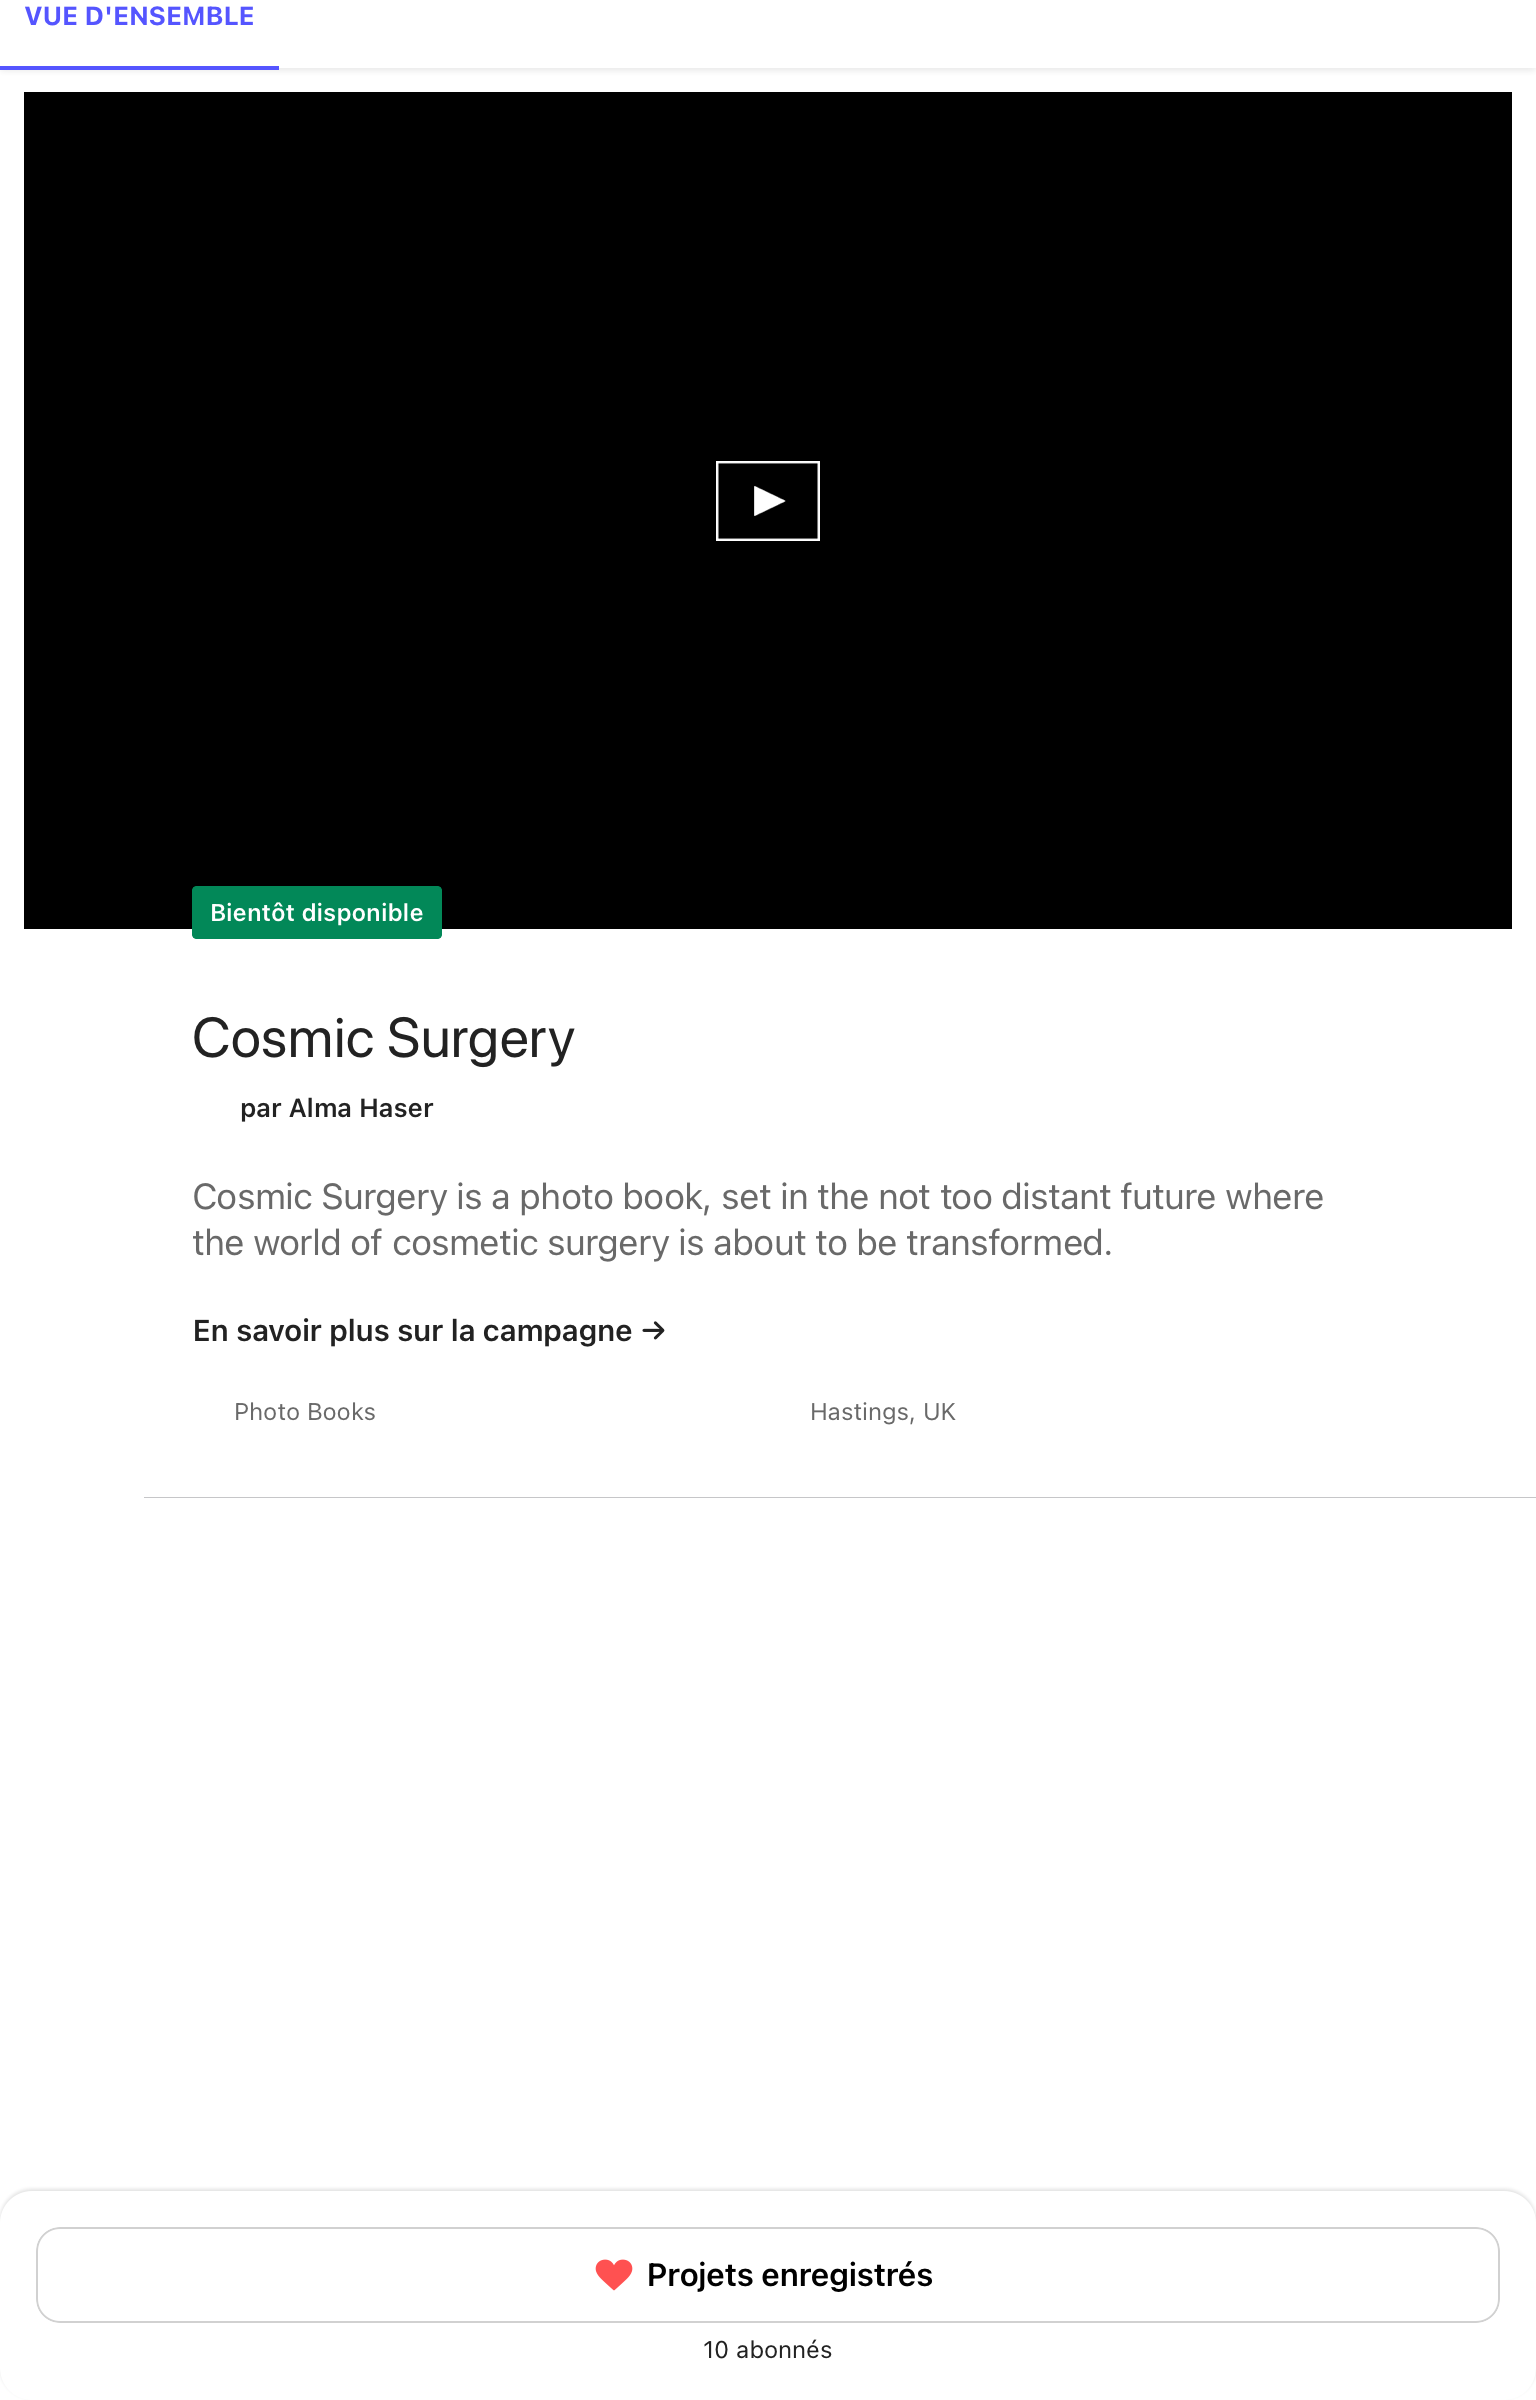 VUE D'ENSEMBLE
Bientôt disponible
Cosmic Surgery
par Alma Haser
Cosmic Surgery is a photo book, set in the not too distant future where
the world of cosmetic surgery is about to be transformed.
En savoir plus sur la campagne →
Photo Books
Hastings, UK
Projets enregistrés
10 abonnés